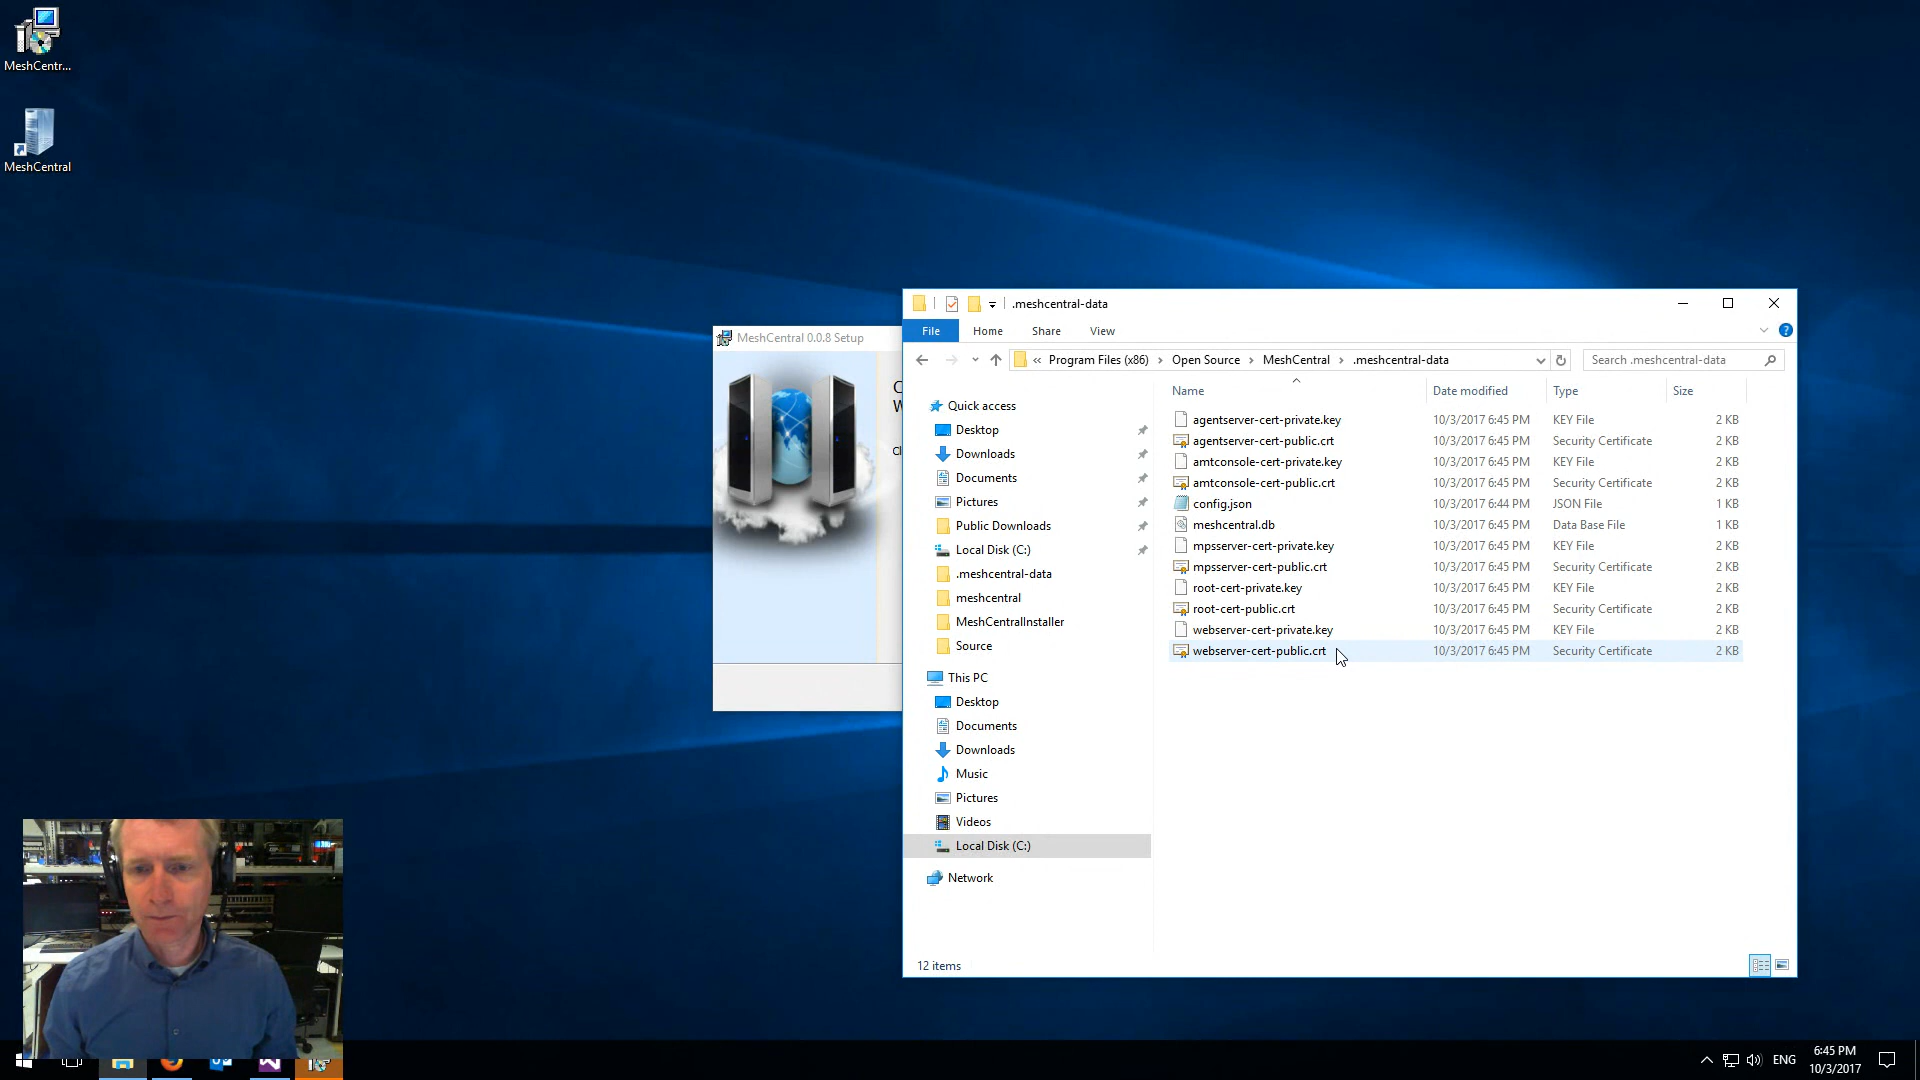 MeshCentr...
MeshCentral
MeshCentral 0.0.8 Setup
.meshcentral-data
File
Home
Share
View
« Program Files (x86) > Open Source > MeshCentral > .meshcentral-data
Search .meshcentral-data
Name
Date modified
Type
Size
Quick access
Desktop
Downloads
Documents
Pictures
Public Downloads
Local Disk (C:)
.meshcentral-data
meshcentral
MeshCentralInstaller
Source
This PC
Desktop
Documents
Downloads
Music
Pictures
Videos
Local Disk (C:)
Network
agentserver-cert-private.key 10/3/2017 6:45 PM KEY File 2 KB
agentserver-cert-public.crt 10/3/2017 6:45 PM Security Certificate 2 KB
amtconsole-cert-private.key 10/3/2017 6:45 PM KEY File 2 KB
amtconsole-cert-public.crt 10/3/2017 6:45 PM Security Certificate 2 KB
config.json 10/3/2017 6:44 PM JSON File 1 KB
meshcentral.db 10/3/2017 6:45 PM Data Base File 1 KB
mpsserver-cert-private.key 10/3/2017 6:45 PM KEY File 2 KB
mpsserver-cert-public.crt 10/3/2017 6:45 PM Security Certificate 2 KB
root-cert-private.key 10/3/2017 6:45 PM KEY File 2 KB
root-cert-public.crt 10/3/2017 6:45 PM Security Certificate 2 KB
webserver-cert-private.key 10/3/2017 6:45 PM KEY File 2 KB
webserver-cert-public.crt 10/3/2017 6:45 PM Security Certificate 2 KB
12 items
ENG
6:45 PM
10/3/2017